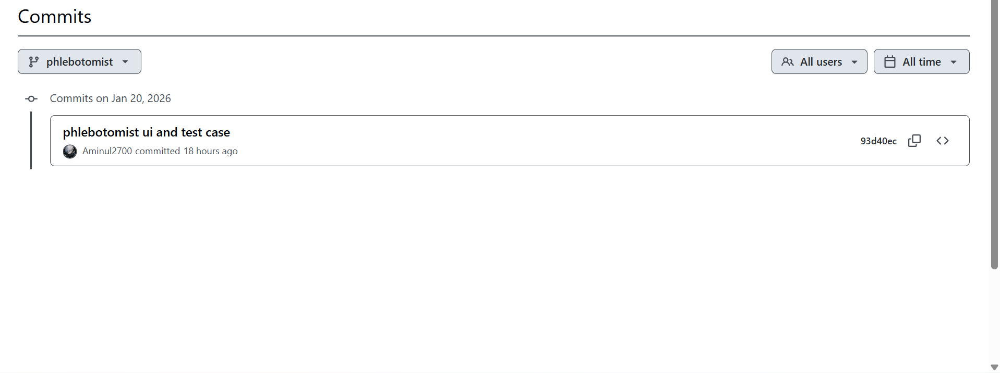 Commits
phlebotomist
All users
All time
Commits on Jan 20, 2026
phlebotomist ui and test case
Aminul2700 committed 18 hours ago
93d40ec